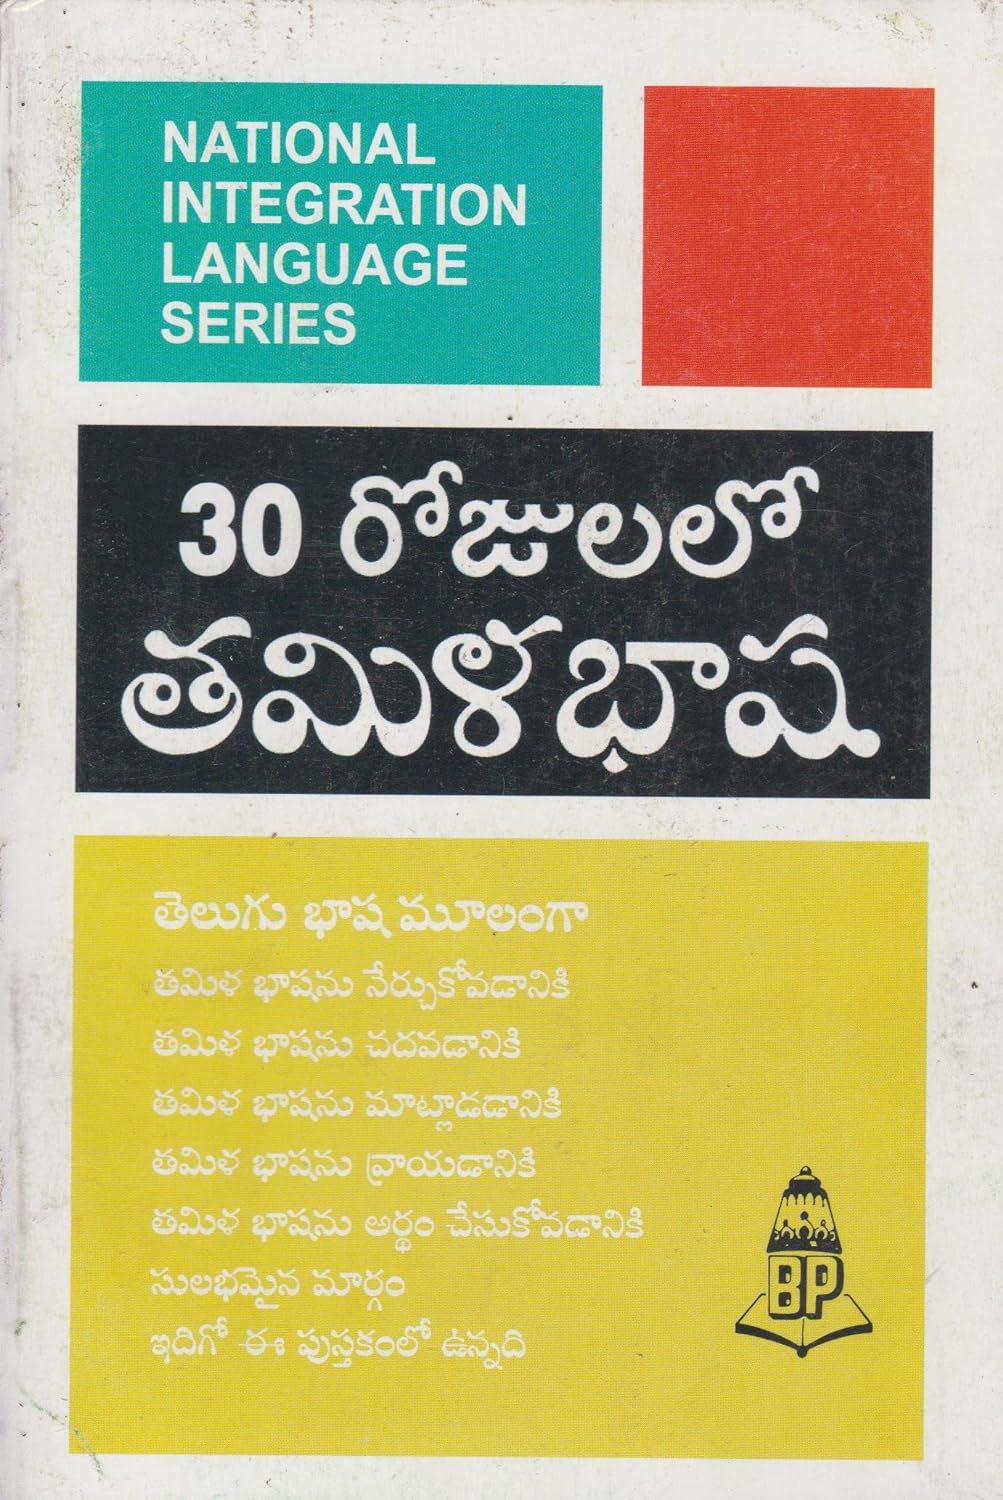 NATIONAL
INTEGRATION
LANGUAGE
SERIES
30 రోజులలో
తమిళ భాష
తెలుగు భాష మూలంగా
తమిళ భాషను నేర్చుకోవడానికి
తమిళ భాషను చదవడానికి
తమిళ భాషను మాట్లాడడానికి
తమిళ భాషను వ్రాయడానికి
తమిళ భాషను అర్థం చేసుకోవడానికి
సులభమైన మార్గం
ఇదిగో ఈ పుస్తకంలో ఉన్నది
BP